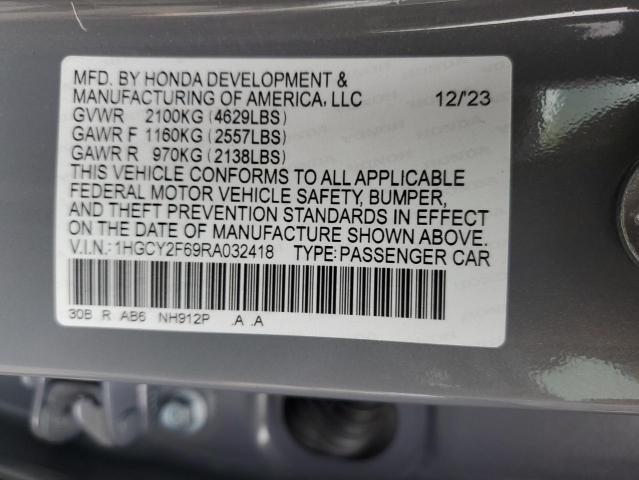 MFD. BY HONDA DEVELOPMENT &
MANUFACTURING OF AMERICA, LLC 12/'23
GVWR 2100KG (4629LBS)
GAWR F 1160KG (2557LBS)
GAWR R 970KG (2138LBS)
THIS VEHICLE CONFORMS TO ALL APPLICABLE
FEDERAL MOTOR VEHICLE SAFETY, BUMPER,
AND THEFT PREVENTION STANDARDS IN EFFECT
ON THE DATE OF MANUFACTURE SHOWN ABOVE.
V.I.N.: 1HGCY2F69RA032418 TYPE: PASSENGER CAR
30B R AB6 NH912P .A .A